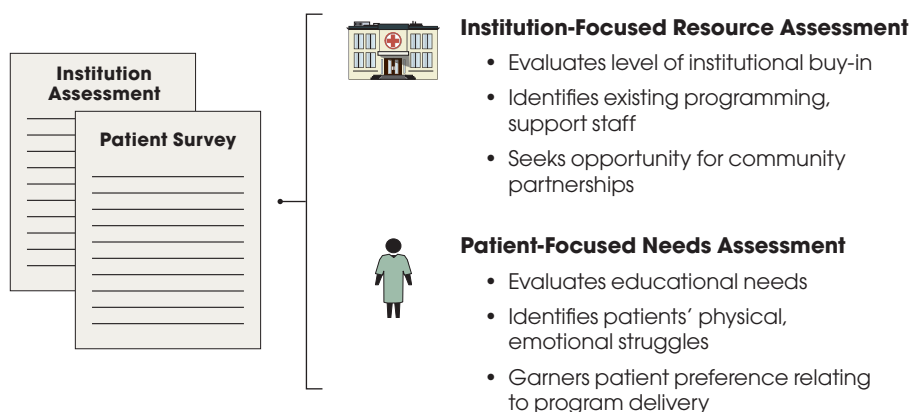 Institution
Assessment
Patient Survey
Institution-Focused Resource Assessment
• Evaluates level of institutional buy-in
• Identifies existing programming,
support staff
• Seeks opportunity for community
partnerships
H
Patient-Focused Needs Assessment
• Evaluates educational needs
• Identifies patients’ physical,
emotional struggles
• Garners patient preference relating
to program delivery